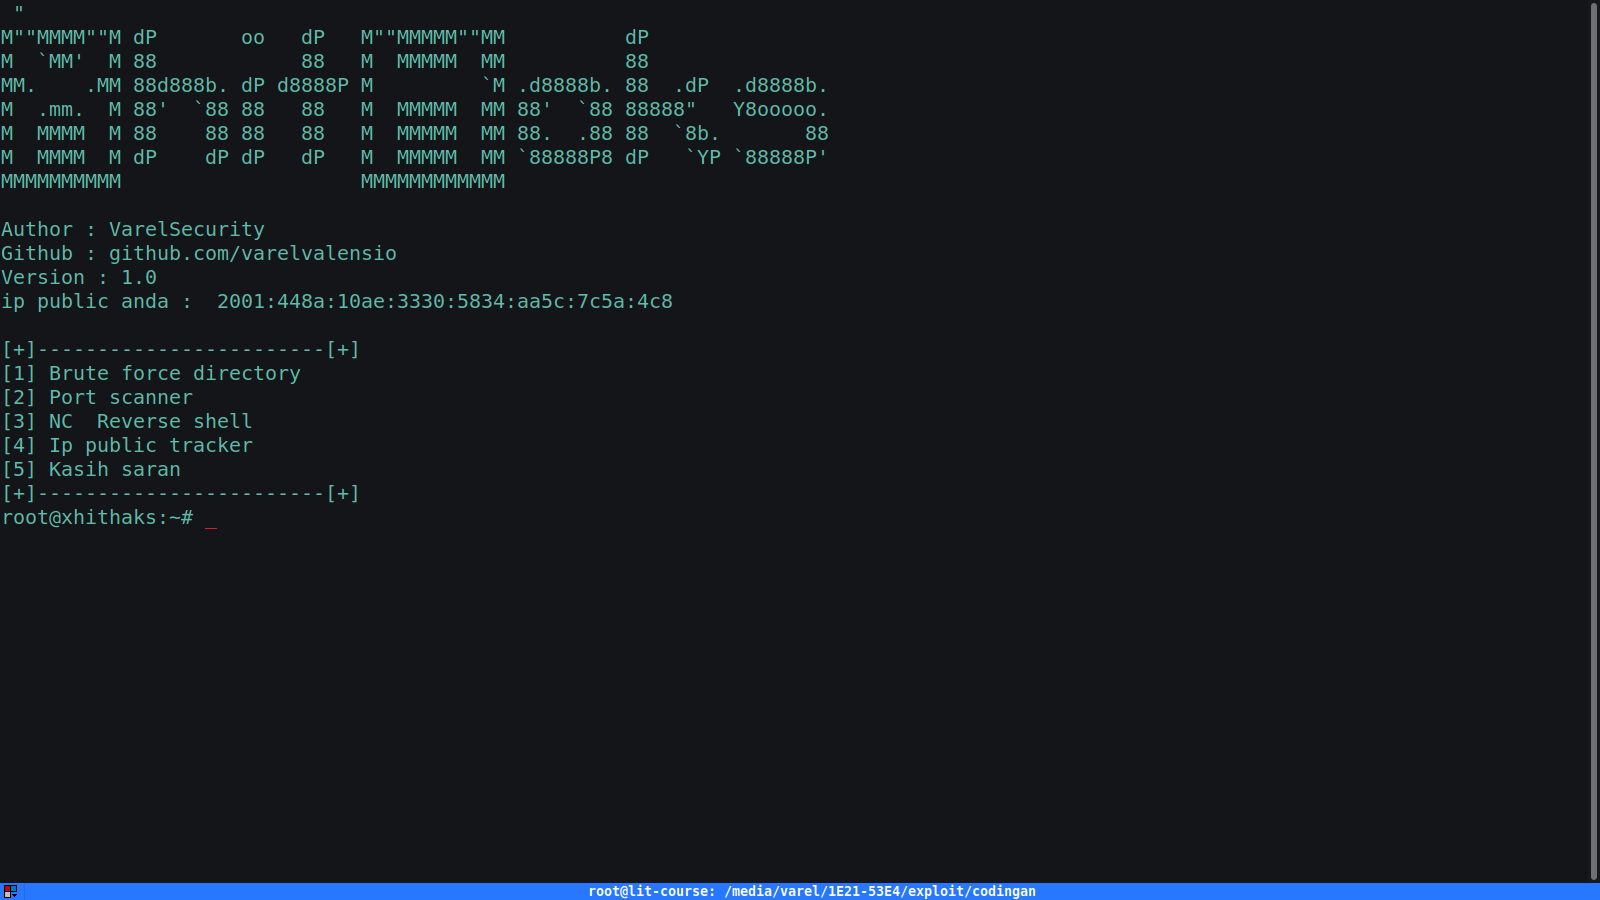 "
M""MMMM""M dP       oo   dP   M""MMMMM""MM          dP
M  `MM'  M 88            88   M  MMMMM  MM          88
MM.    .MM 88d888b. dP d8888P M         `M .d8888b. 88  .dP  .d8888b.
M  .mm.  M 88'  `88 88   88   M  MMMMM  MM 88'  `88 88888"   Y8ooooo.
M  MMMM  M 88    88 88   88   M  MMMMM  MM 88.  .88 88  `8b.       88
M  MMMM  M dP    dP dP   dP   M  MMMMM  MM `88888P8 dP   `YP `88888P'
MMMMMMMMMM                    MMMMMMMMMMMM

Author : VarelSecurity
Github : github.com/varelvalensio
Version : 1.0
ip public anda :  2001:448a:10ae:3330:5834:aa5c:7c5a:4c8

[+]------------------------[+]
[1] Brute force directory
[2] Port scanner
[3] NC  Reverse shell
[4] Ip public tracker
[5] Kasih saran
[+]------------------------[+]
root@xhithaks:~# _
root@lit-course: /media/varel/1E21-53E4/exploit/codingan